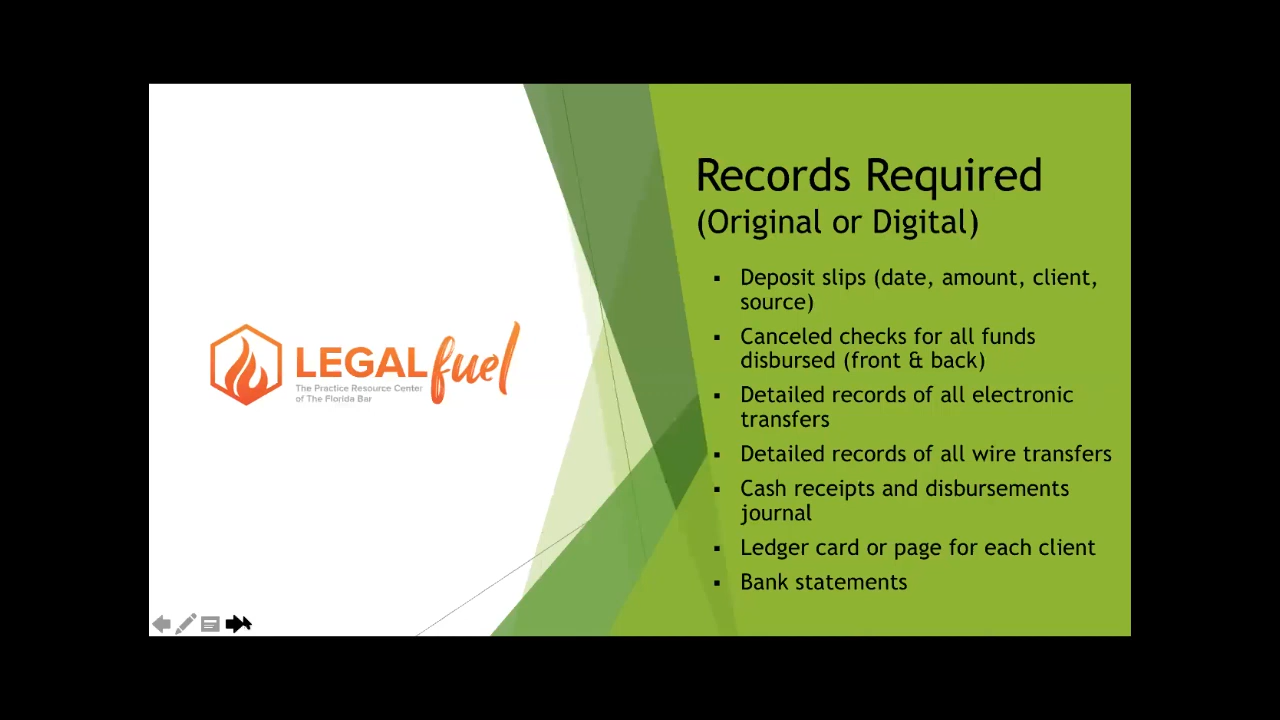 Records Required
(Original or Digital)
▪ Deposit slips (date, amount, client,
source)
▪ Canceled checks for all funds
disbursed (front & back)
▪ Detailed records of all electronic
transfers
▪ Detailed records of all wire transfers
▪ Cash receipts and disbursements
journal
▪ Ledger card or page for each client
▪ Bank statements
LEGAL fuel
The Practice Resource Center
of The Florida Bar